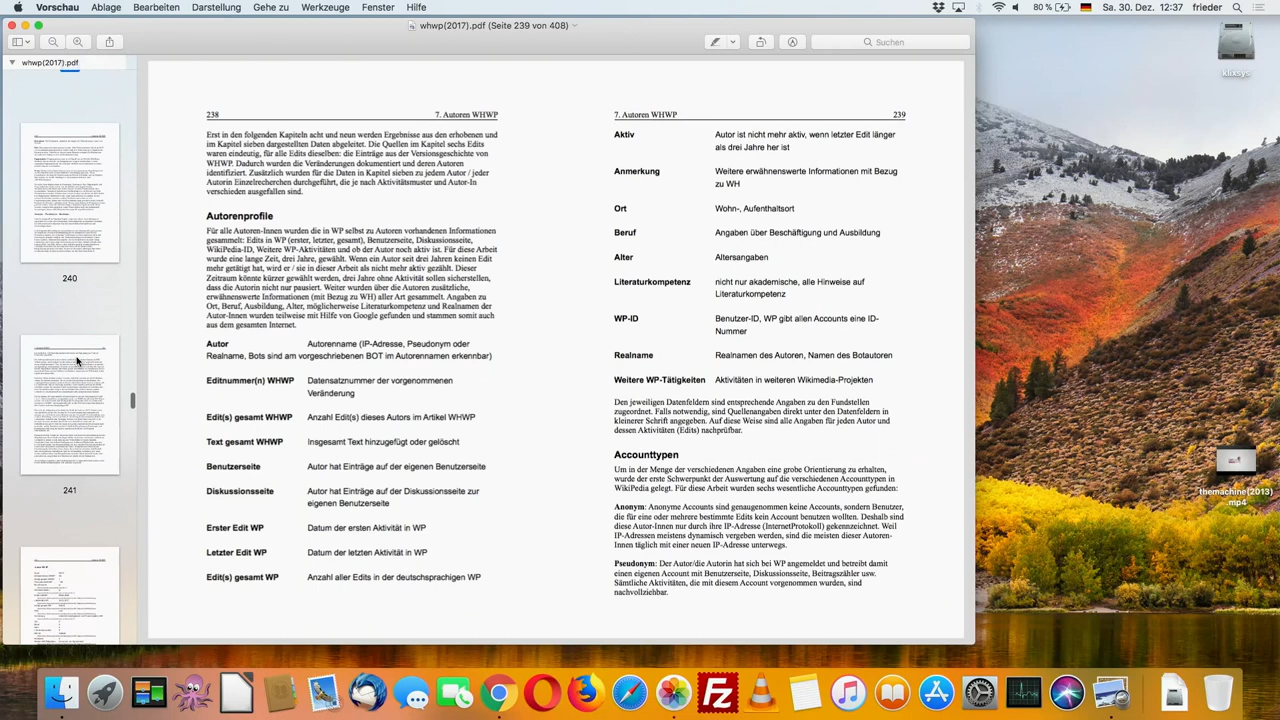 Vorschau Ablage Bearbeiten Darstellung Gehe zu Werkzeuge Fenster Hilfe 80 % Sa. 30. Dez. 12:37 frieder
whwp(2017).pdf (Seite 239 von 408)
Suchen
whwp(2017).pdf
240
241
238 7. Autoren WHWP
Erst in den folgenden Kapiteln acht und neun werden Ergebnisse aus den erhobenen und
im Kapitel sieben dargestellten Daten abgeleitet. Die Quellen im Kapitel sechs Edits
waren eindeutig, für alle Edits dieselben: die Einträge aus der Versionsgeschichte von
WHWP. Dadurch wurden die Veränderungen dokumentiert und deren Autoren
identifiziert. Zusätzlich wurden für die Daten in Kapitel sieben zu jedem Autor / jeder
Autorin Einzelrecherchen durchgeführt, die je nach Aktivitätsmuster und Autor-In
verschieden ausgefallen sind.
Autorenprofile
Für alle Autoren-Innen wurden die in WP selbst zu Autoren vorhandenen Informationen
gesammelt: Edits in WP (erster, letzter, gesamt), Benutzerseite, Diskussionsseite,
WikiPedia-ID, Weitere WP-Aktivitäten und ob der Autor noch aktiv ist. Für diese Arbeit
wurde eine lange Zeit, drei Jahre, gewählt. Wenn ein Autor seit drei Jahren keinen Edit
mehr getätigt hat, wird er / sie in dieser Arbeit als nicht mehr aktiv gezählt. Dieser
Zeitraum könnte kürzer gewählt werden, drei Jahre ohne Aktivität sollen sicherstellen,
dass die Autorin nicht nur pausiert. Weiter wurden über die Autoren zusätzliche,
erwähnenswerte Informationen (mit Bezug zu WH) aller Art gesammelt. Angaben zu
Ort, Beruf, Ausbildung, Alter, möglicherweise Literaturkompetenz und Realnamen der
Autor-Innen wurden teilweise mit Hilfe von Google gefunden und stammen somit auch
aus dem gesamten Internet.
Autor Autorenname (IP-Adresse, Pseudonym oder
Realname, Bots sind am vorgeschriebenen BOT im Autorennamen erkennbar)
Editnummer(n) WHWP Datensatznummer der vorgenommenen
Veränderung
Edit(s) gesamt WHWP Anzahl Edit(s) dieses Autors im Artikel WHWP
Text gesamt WHWP Insgesamt Text hinzugefügt oder gelöscht
Benutzerseite Autor hat Einträge auf der eigenen Benutzerseite
Diskussionsseite Autor hat Einträge auf der Diskussionsseite zur
eigenen Benutzerseite
Erster Edit WP Datum der ersten Aktivität in WP
Letzter Edit WP Datum der letzten Aktivität in WP
Edit(s) gesamt WP Anzahl aller Edits in der deutschsprachigen WP
7. Autoren WHWP 239
Aktiv Autor ist nicht mehr aktiv, wenn letzter Edit länger
als drei Jahre her ist
Anmerkung Weitere erwähnenswerte Informationen mit Bezug
zu WH
Ort Wohn-, Aufenthaltsort
Beruf Angaben über Beschäftigung und Ausbildung
Alter Altersangaben
Literaturkompetenz nicht nur akademische, alle Hinweise auf
Literaturkompetenz
WP-ID Benutzer-ID, WP gibt allen Accounts eine ID-
Nummer
Realname Realnamen des Autoren, Namen des Botautoren
Weitere WP-Tätigkeiten Aktivitäten in weiteren Wikimedia-Projekten
Den jeweiligen Datenfeldern sind entsprechende Angaben zu den Fundstellen
zugeordnet. Falls notwendig, sind Quellenangaben direkt unter den Datenfeldern in
kleinerer Schrift angegeben. Auf diese Weise sind alle Angaben für jeden Autor und
dessen Aktivitäten (Edits) nachprüfbar.
Accounttypen
Um in der Menge der verschiedenen Angaben eine grobe Orientierung zu erhalten,
wurde der erste Schwerpunkt der Auswertung auf die verschiedenen Accounttypen in
WikiPedia gelegt. Für diese Arbeit wurden sechs wesentliche Accounttypen gefunden:
Anonym: Anonyme Accounts sind genaugenommen keine Accounts, sondern Benutzer,
die für eine oder mehrere bestimmte Edits kein Account benutzen wollten. Deshalb sind
diese Autor-Innen nur durch ihre IP-Adresse (InternetProtokoll) gekennzeichnet. Weil
IP-Adressen meistens dynamisch vergeben werden, sind die meisten dieser Autoren-
Innen täglich mit einer neuen IP-Adresse unterwegs.
Pseudonym: Der Autor/die Autorin hat sich bei WP angemeldet und betreibt damit
einen eigenen Account mit Benutzerseite, Diskussionsseite, Beitragszähler usw.
Sämtliche Aktivitäten, die mit diesem Account vorgenommen wurden, sind
nachvollziehbar.
klixsys
themachine(2013)
.mp4
Fz